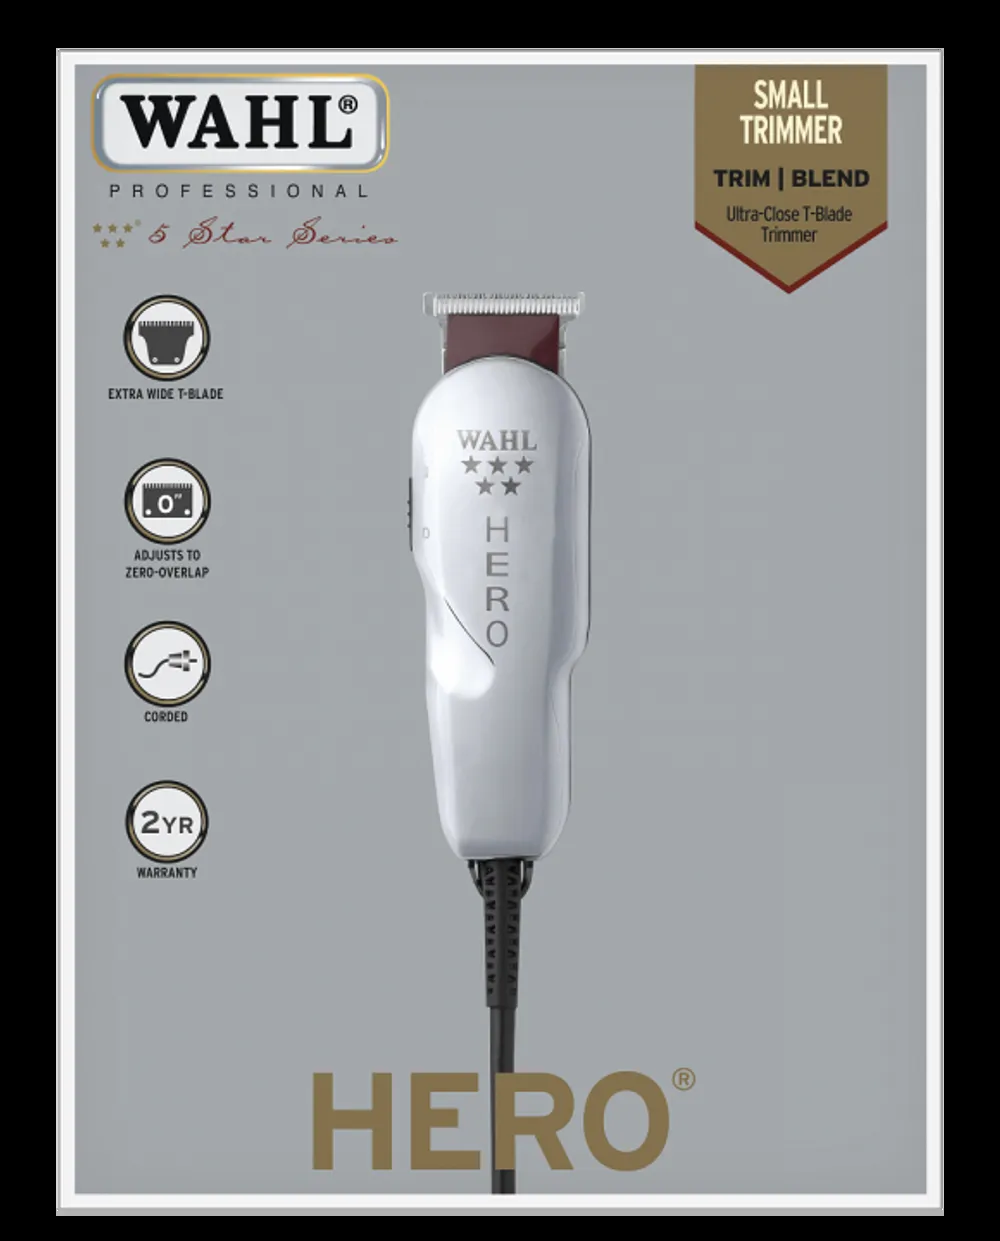 WAHL®
PROFESSIONAL
5 Star Series
SMALL
TRIMMER
TRIM | BLEND
Ultra-Close T-Blade
Trimmer
EXTRA WIDE T-BLADE
0"
ADJUSTS TO
ZERO-OVERLAP
CORDED
2YR
WARRANTY
WAHL
H
E
R
O
HERO®